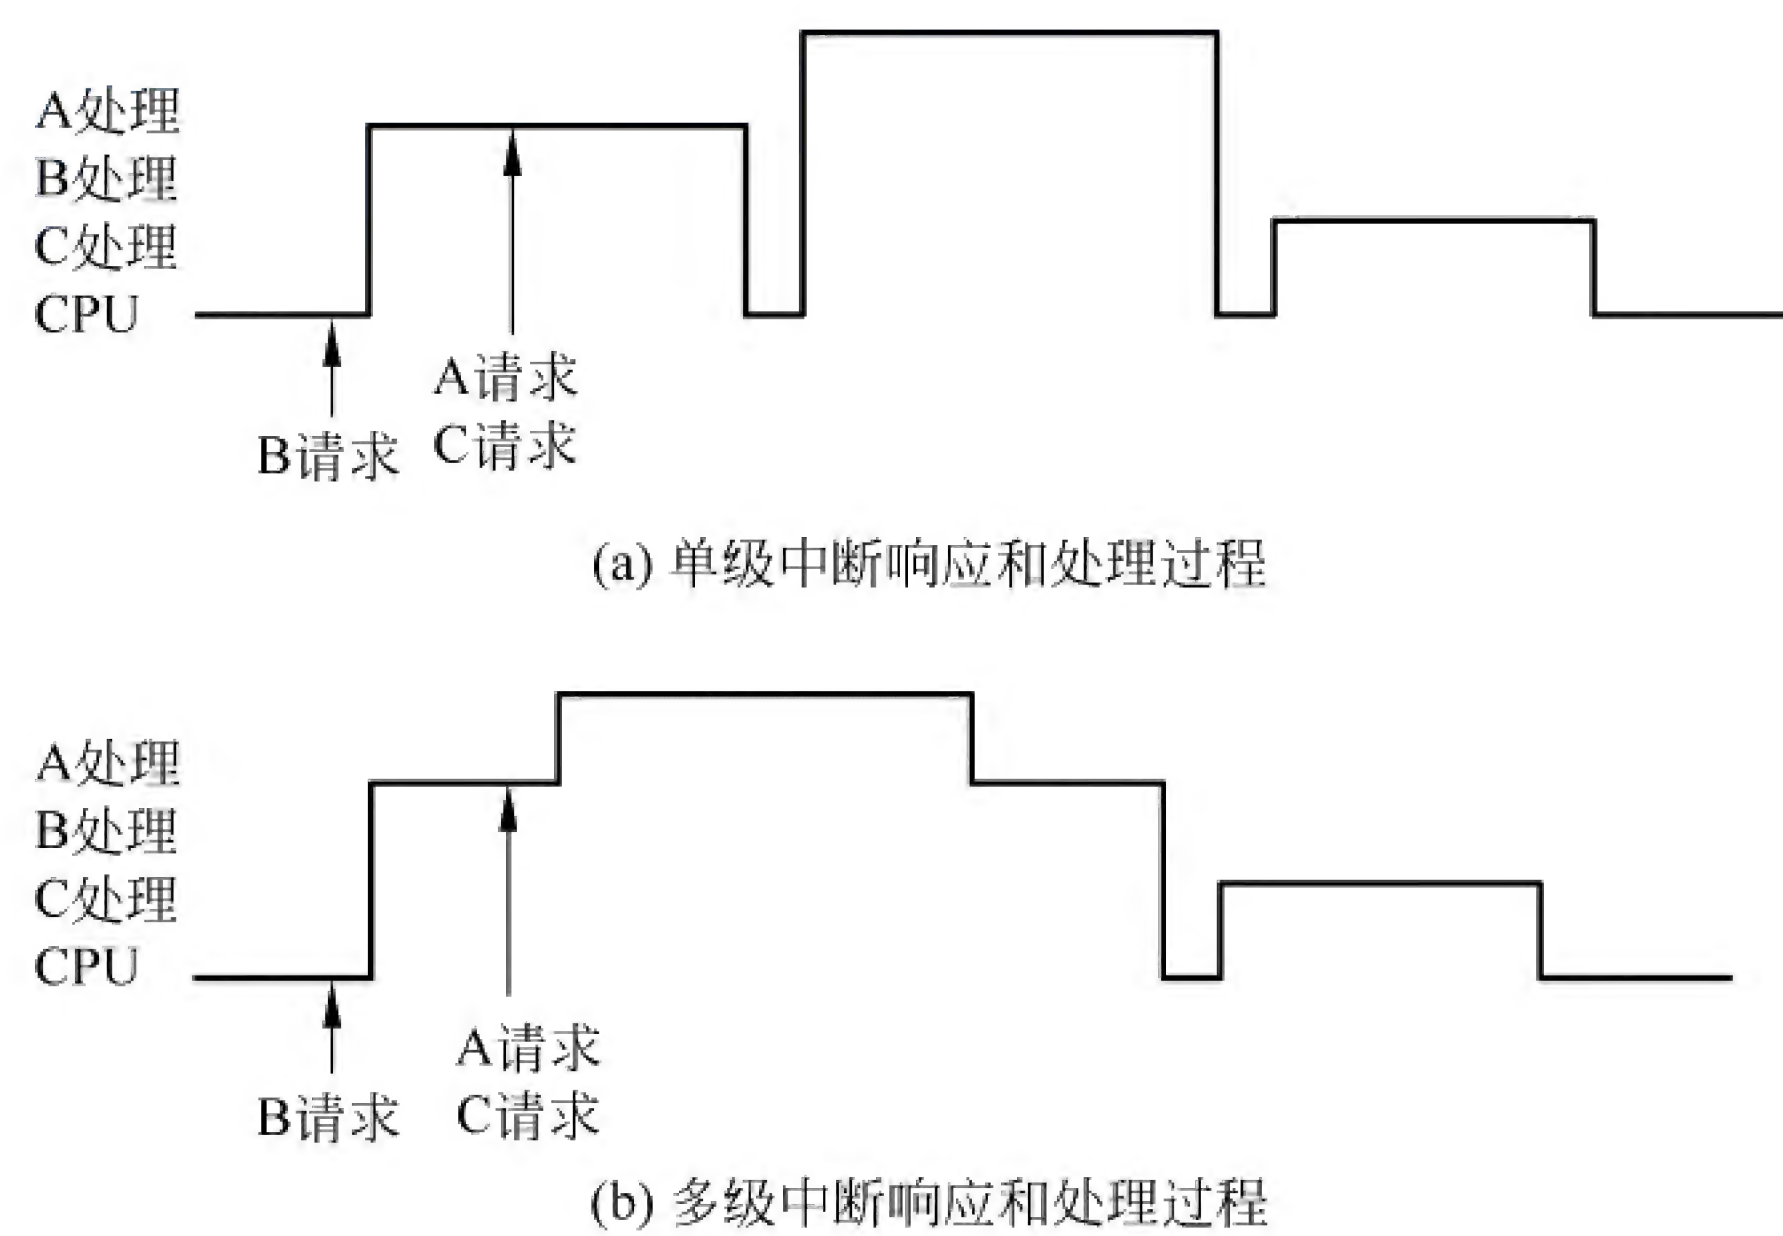 A处理
B处理
C处理
CPU
A请求
B请求 C请求
(a) 单级中断响应和处理过程
A处理
B处理
C处理
CPU
A请求
B请求 C请求
(b) 多级中断响应和处理过程